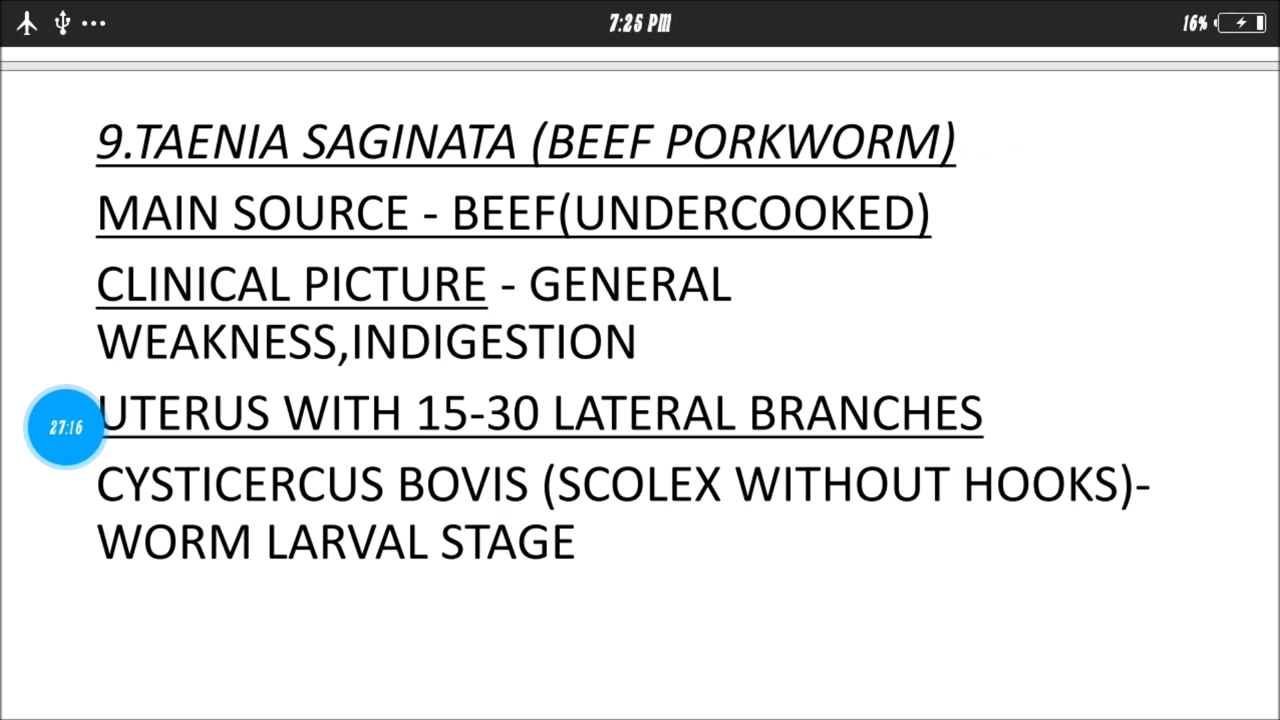 7:25 PM
16%
9.TAENIA SAGINATA (BEEF PORKWORM)
MAIN SOURCE - BEEF(UNDERCOOKED)
CLINICAL PICTURE - GENERAL
WEAKNESS,INDIGESTION
27:16
UTERUS WITH 15-30 LATERAL BRANCHES
CYSTICERCUS BOVIS (SCOLEX WITHOUT HOOKS)-
WORM LARVAL STAGE